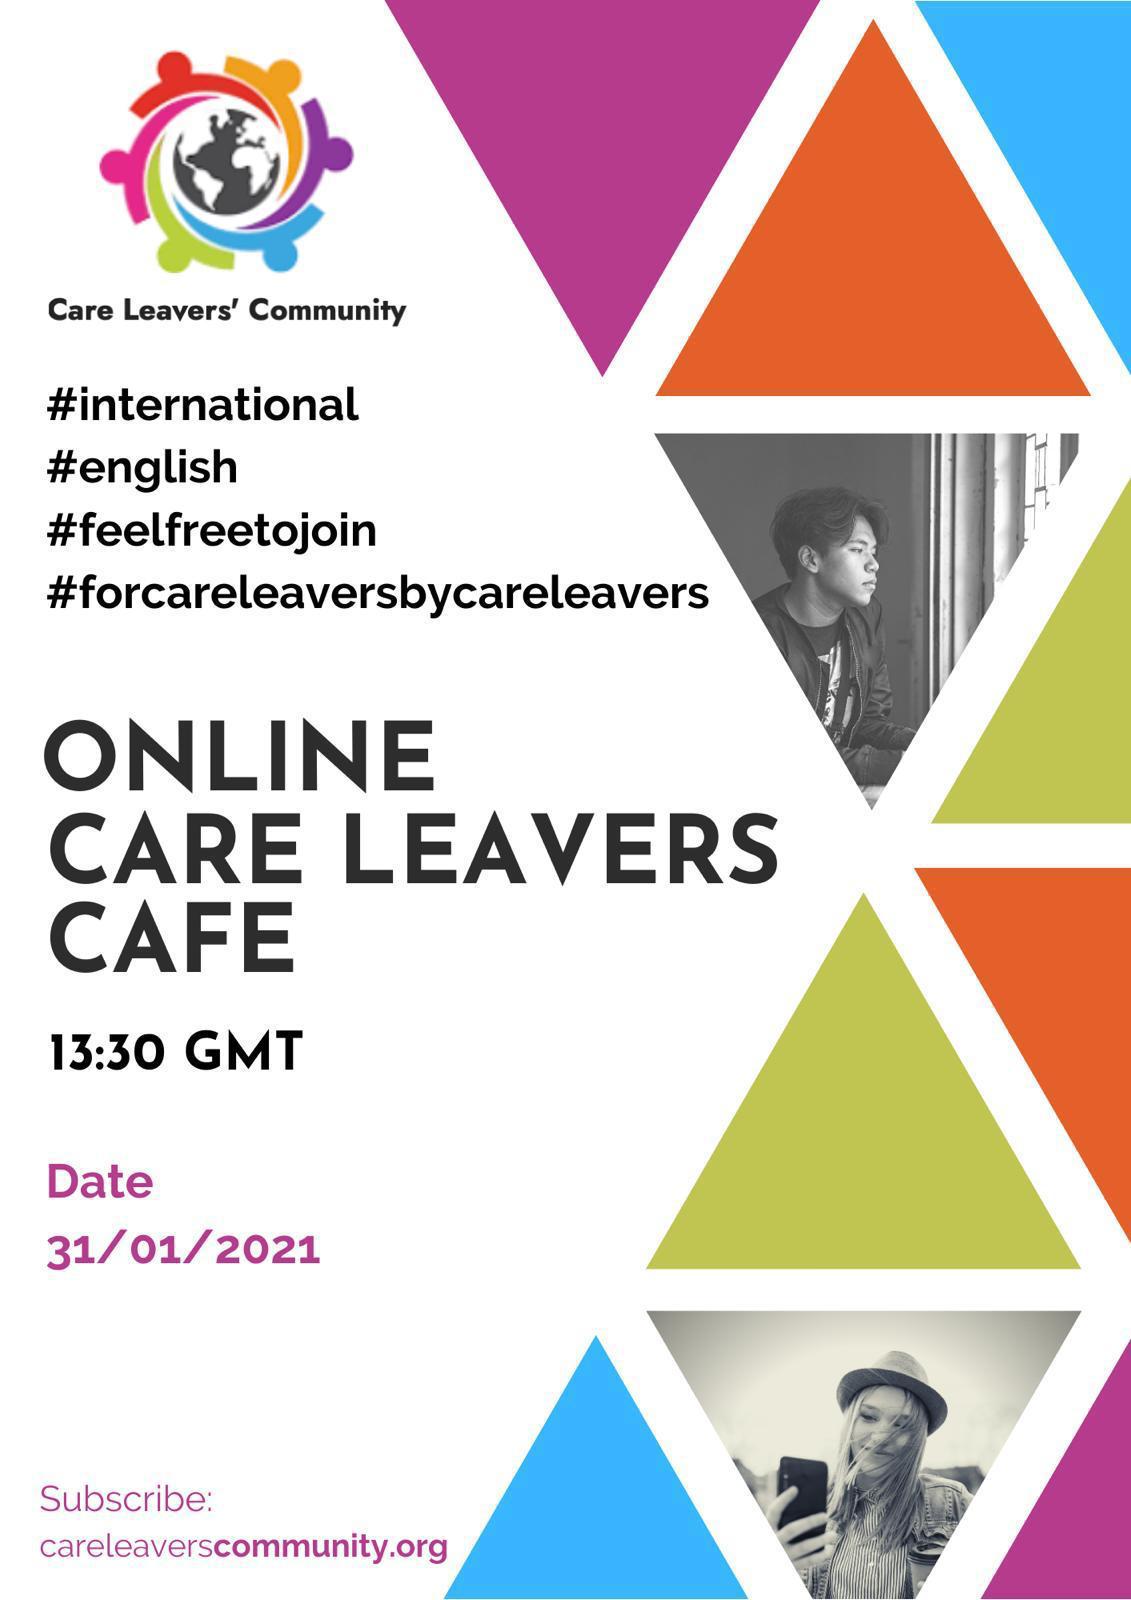 Care Leavers' Community
#international
#english
#feelfreetojoin
#forcareleaversbycareleavers
ONLINE
CARE LEAVERS
CAFE
13:30 GMT
Date
31/01/2021
Subscribe:
careleaverscommunity.org